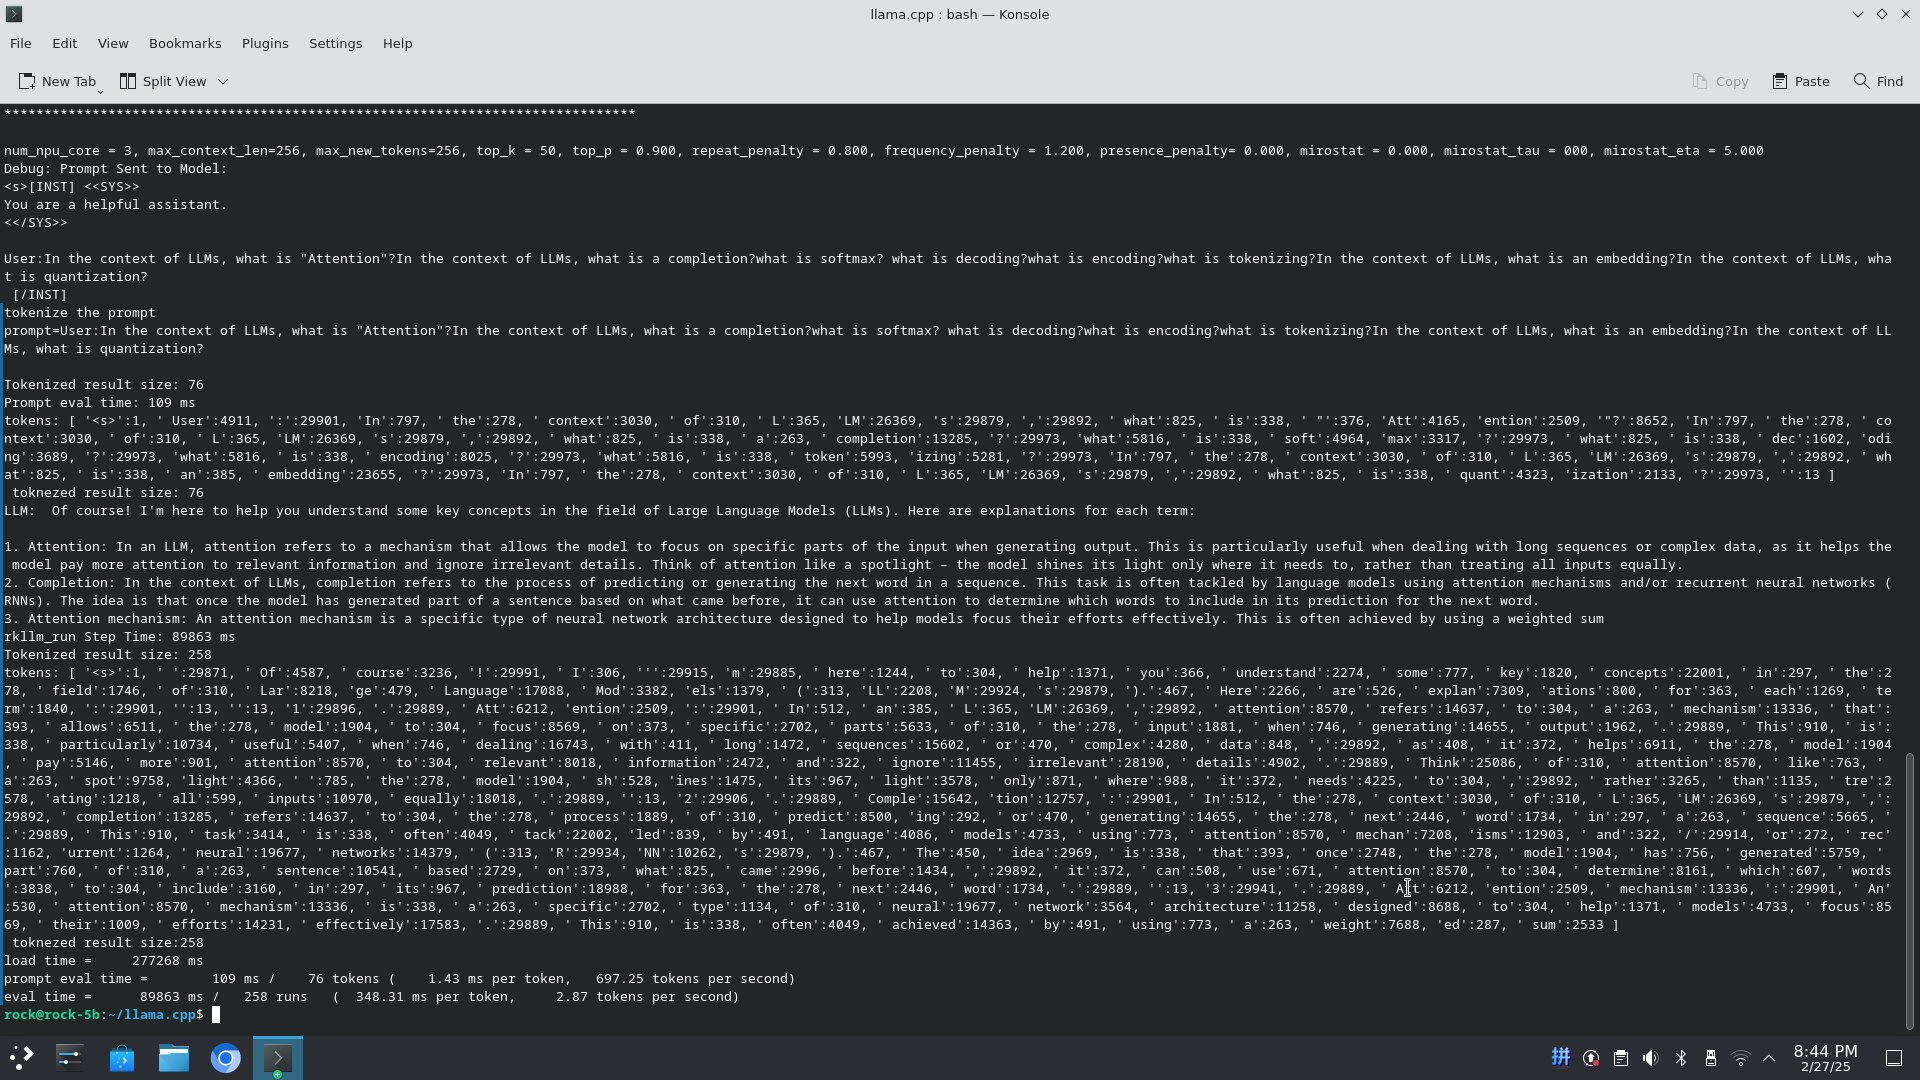 llama.cpp : bash — Konsole
File Edit View Bookmarks Plugins Settings Help
New Tab Split View Copy Paste Find
*******************************************************************************
num_npu_core = 3, max_context_len=256, max_new_tokens=256, top_k = 50, top_p = 0.900, repeat_penalty = 0.800, frequency_penalty = 1.200, presence_penalty= 0.000, mirostat = 0.000, mirostat_tau = 000, mirostat_eta = 5.000
Debug: Prompt Sent to Model:
<s>[INST] <<SYS>>
You are a helpful assistant.
<</SYS>>
User:In the context of LLMs, what is "Attention"?In the context of LLMs, what is a completion?what is softmax? what is decoding?what is encoding?what is tokenizing?In the context of LLMs, what is an embedding?In the context of LLMs, wha
t is quantization?
[/INST]
tokenize the prompt
prompt=User:In the context of LLMs, what is "Attention"?In the context of LLMs, what is a completion?what is softmax? what is decoding?what is encoding?what is tokenizing?In the context of LLMs, what is an embedding?In the context of LL
Ms, what is quantization?
Tokenized result size: 76
Prompt eval time: 109 ms
tokens: [ '<s>':1, ' User':4911, ':':29901, 'In':797, ' the':278, ' context':3030, ' of':310, ' L':365, 'LM':26369, 's':29879, ',':29892, ' what':825, ' is':338, ' "':376, 'Att':4165, 'ention':2509, '"?':8652, 'In':797, ' the':278, ' co
ntext':3030, ' of':310, ' L':365, 'LM':26369, 's':29879, ',':29892, ' what':825, ' is':338, ' a':263, ' completion':13285, '?':29973, 'what':5816, ' is':338, ' soft':4964, 'max':3317, '?':29973, ' what':825, ' is':338, ' dec':1602, 'odi
ng':3689, '?':29973, 'what':5816, ' is':338, ' encoding':8025, '?':29973, 'what':5816, ' is':338, ' token':5993, 'izing':5281, '?':29973, 'In':797, ' the':278, ' context':3030, ' of':310, ' L':365, 'LM':26369, 's':29879, ',':29892, ' wh
at':825, ' is':338, ' an':385, ' embedding':23655, '?':29973, 'In':797, ' the':278, ' context':3030, ' of':310, ' L':365, 'LM':26369, 's':29879, ',':29892, ' what':825, ' is':338, ' quant':4323, 'ization':2133, '?':29973, '':13 ]
toknezed result size: 76
LLM:  Of course! I'm here to help you understand some key concepts in the field of Large Language Models (LLMs). Here are explanations for each term:
1. Attention: In an LLM, attention refers to a mechanism that allows the model to focus on specific parts of the input when generating output. This is particularly useful when dealing with long sequences or complex data, as it helps the
model pay more attention to relevant information and ignore irrelevant details. Think of attention like a spotlight – the model shines its light only where it needs to, rather than treating all inputs equally.
2. Completion: In the context of LLMs, completion refers to the process of predicting or generating the next word in a sequence. This task is often tackled by language models using attention mechanisms and/or recurrent neural networks (
RNNs). The idea is that once the model has generated part of a sentence based on what came before, it can use attention to determine which words to include in its prediction for the next word.
3. Attention mechanism: An attention mechanism is a specific type of neural network architecture designed to help models focus their efforts effectively. This is often achieved by using a weighted sum
rkllm_run Step Time: 89863 ms
Tokenized result size: 258
tokens: [ '<s>':1, ' ':29871, ' Of':4587, ' course':3236, '!':29991, ' I':306, ''':29915, 'm':29885, ' here':1244, ' to':304, ' help':1371, ' you':366, ' understand':2274, ' some':777, ' key':1820, ' concepts':22001, ' in':297, ' the':2
78, ' field':1746, ' of':310, ' Lar':8218, 'ge':479, ' Language':17088, ' Mod':3382, 'els':1379, ' (':313, 'LL':2208, 'M':29924, 's':29879, ').':467, ' Here':2266, ' are':526, ' explan':7309, 'ations':800, ' for':363, ' each':1269, ' te
rm':1840, ':':29901, '':13, '':13, '1':29896, '.':29889, ' Att':6212, 'ention':2509, ':':29901, ' In':512, ' an':385, ' L':365, 'LM':26369, ',':29892, ' attention':8570, ' refers':14637, ' to':304, ' a':263, ' mechanism':13336, ' that':
393, ' allows':6511, ' the':278, ' model':1904, ' to':304, ' focus':8569, ' on':373, ' specific':2702, ' parts':5633, ' of':310, ' the':278, ' input':1881, ' when':746, ' generating':14655, ' output':1962, '.':29889, ' This':910, ' is':
338, ' particularly':10734, ' useful':5407, ' when':746, ' dealing':16743, ' with':411, ' long':1472, ' sequences':15602, ' or':470, ' complex':4280, ' data':848, ',':29892, ' as':408, ' it':372, ' helps':6911, ' the':278, ' model':1904
, ' pay':5146, ' more':901, ' attention':8570, ' to':304, ' relevant':8018, ' information':2472, ' and':322, ' ignore':11455, ' irrelevant':28190, ' details':4902, '.':29889, ' Think':25086, ' of':310, ' attention':8570, ' like':763, '
a':263, ' spot':9758, 'light':4366, ' ':785, ' the':278, ' model':1904, ' sh':528, 'ines':1475, ' its':967, ' light':3578, ' only':871, ' where':988, ' it':372, ' needs':4225, ' to':304, ',':29892, ' rather':3265, ' than':1135, ' tre':2
578, 'ating':1218, ' all':599, ' inputs':10970, ' equally':18018, '.':29889, '':13, '2':29906, '.':29889, ' Comple':15642, 'tion':12757, ':':29901, ' In':512, ' the':278, ' context':3030, ' of':310, ' L':365, 'LM':26369, 's':29879, ',':
29892, ' completion':13285, ' refers':14637, ' to':304, ' the':278, ' process':1889, ' of':310, ' predict':8500, 'ing':292, ' or':470, ' generating':14655, ' the':278, ' next':2446, ' word':1734, ' in':297, ' a':263, ' sequence':5665, '
.':29889, ' This':910, ' task':3414, ' is':338, ' often':4049, ' tack':22002, 'led':839, ' by':491, ' language':4086, ' models':4733, ' using':773, ' attention':8570, ' mechan':7208, 'isms':12903, ' and':322, '/':29914, 'or':272, ' rec'
:1162, 'urrent':1264, ' neural':19677, ' networks':14379, ' (':313, 'R':29934, 'NN':10262, 's':29879, ').':467, ' The':450, ' idea':2969, ' is':338, ' that':393, ' once':2748, ' the':278, ' model':1904, ' has':756, ' generated':5759, '
part':760, ' of':310, ' a':263, ' sentence':10541, ' based':2729, ' on':373, ' what':825, ' came':2996, ' before':1434, ',':29892, ' it':372, ' can':508, ' use':671, ' attention':8570, ' to':304, ' determine':8161, ' which':607, ' words
':3838, ' to':304, ' include':3160, ' in':297, ' its':967, ' prediction':18988, ' for':363, ' the':278, ' next':2446, ' word':1734, '.':29889, '':13, '3':29941, '.':29889, ' Att':6212, 'ention':2509, ' mechanism':13336, ':':29901, ' An'
:530, ' attention':8570, ' mechanism':13336, ' is':338, ' a':263, ' specific':2702, ' type':1134, ' of':310, ' neural':19677, ' network':3564, ' architecture':11258, ' designed':8688, ' to':304, ' help':1371, ' models':4733, ' focus':85
69, ' their':1009, ' efforts':14231, ' effectively':17583, '.':29889, ' This':910, ' is':338, ' often':4049, ' achieved':14363, ' by':491, ' using':773, ' a':263, ' weight':7688, 'ed':287, ' sum':2533 ]
toknezed result size:258
load time =     277268 ms
prompt eval time =        109 ms /    76 tokens (    1.43 ms per token,   697.25 tokens per second)
eval time =      89863 ms /   258 runs   (  348.31 ms per token,     2.87 tokens per second)
rock@rock-5b:~/llama.cpp$
8:44 PM
2/27/25